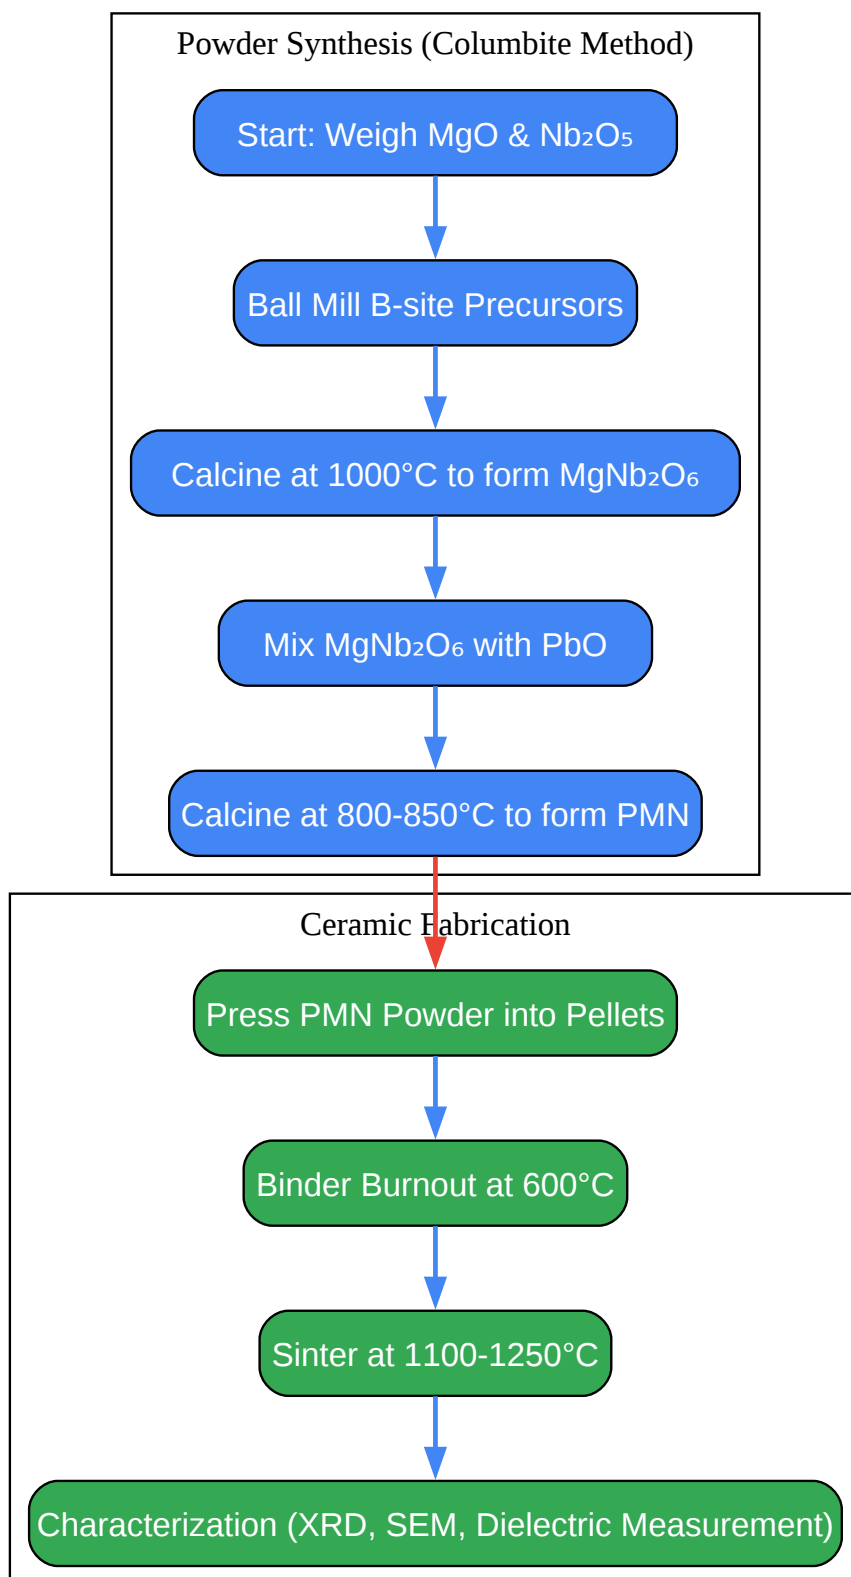 Powder Synthesis (Columbite Method)
Start: Weigh MgO & Nb₂O₅
Ball Mill B-site Precursors
Calcine at 1000°C to form MgNb₂O₆
Mix MgNb₂O₆ with PbO
Calcine at 800-850°C to form PMN
Ceramic Fabrication
Press PMN Powder into Pellets
Binder Burnout at 600°C
Sinter at 1100-1250°C
Characterization (XRD, SEM, Dielectric Measurement)